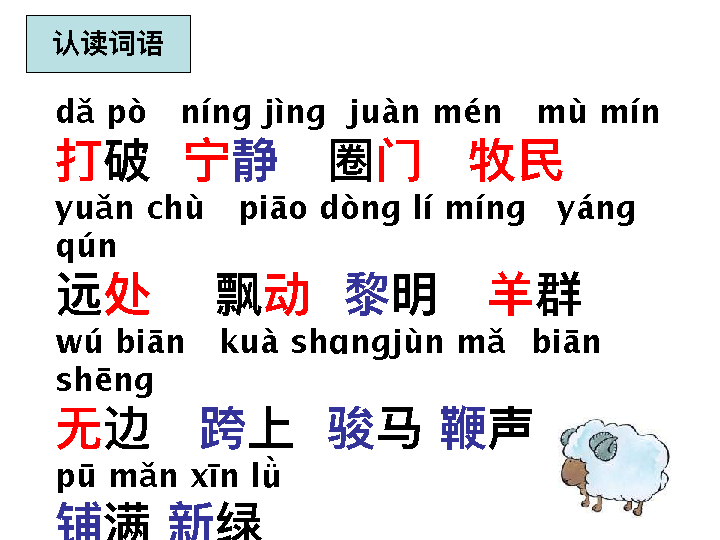 认读词语
dǎ pò níng jìng juàn mén mù mín
打破 宁静 圈门 牧民
yuǎn chù piāo dòng lí míng yáng
qún
远处 飘动 黎明 羊群
wú biān kuà shɑngjùn mǎ biān
shēng
无边 跨上 骏马 鞭声
pū mǎn xīn lǜ
铺满 新绿